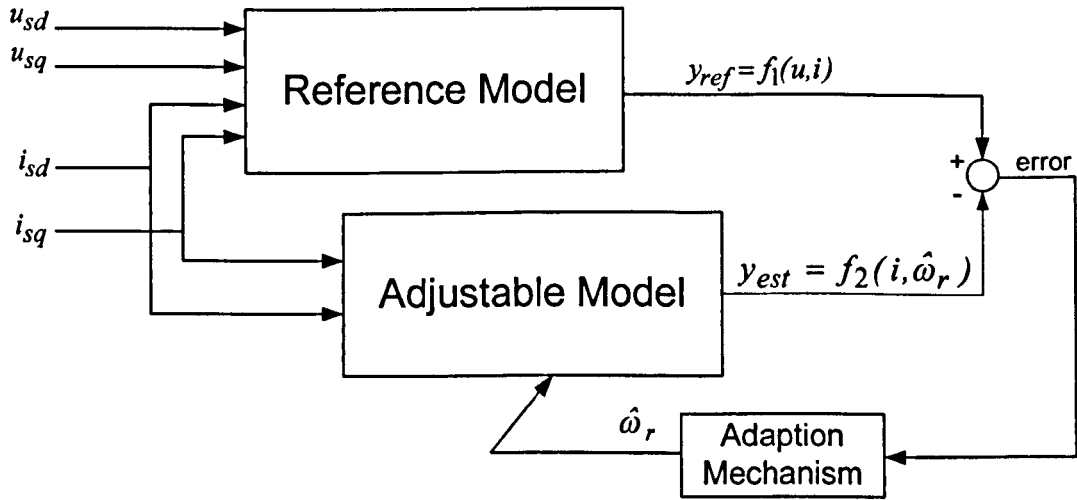 u_sd
u_sq
i_sd
i_sq
Reference Model
y_ref=f_1(u,i)
+
-
error
Adjustable Model
y_est = f_2(i,ω̂_r)
ω̂_r
Adaption
Mechanism